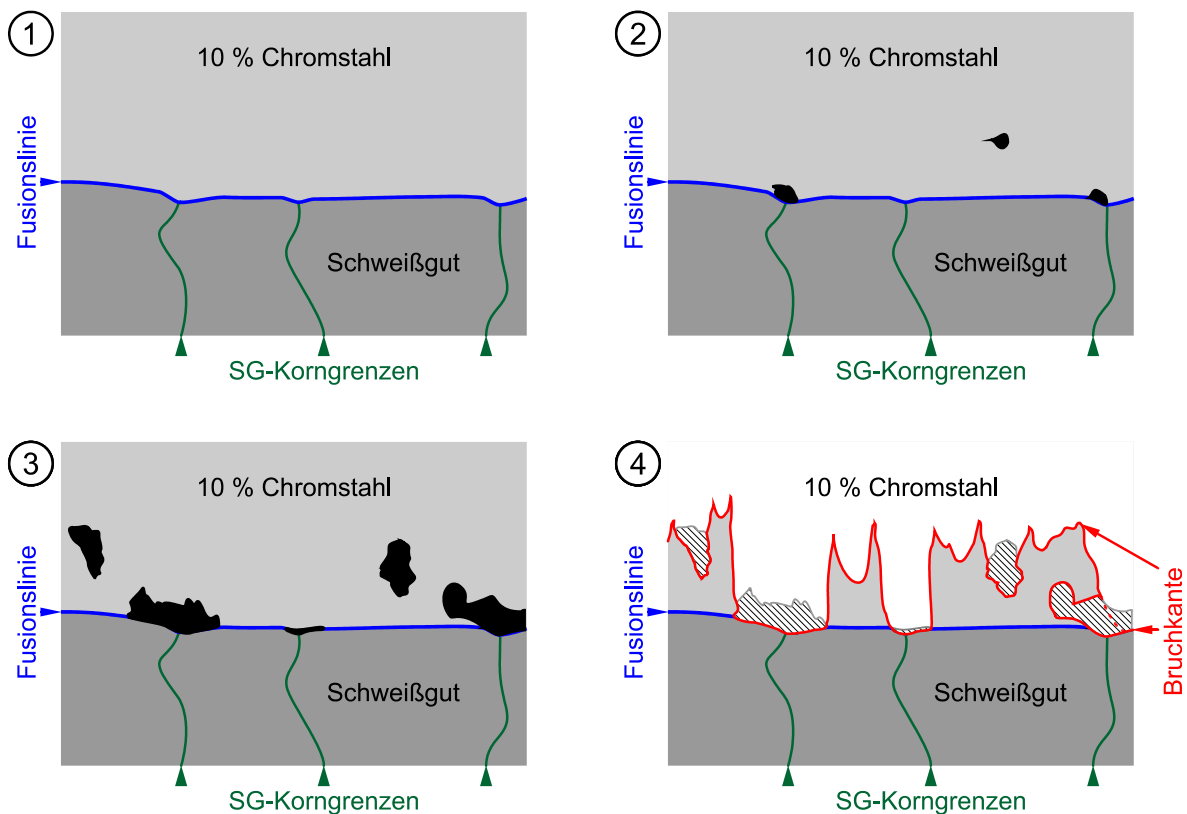 1
10 % Chromstahl
Fusionslinie
Schweißgut
SG-Korngrenzen
2
10 % Chromstahl
Fusionslinie
Schweißgut
SG-Korngrenzen
3
10 % Chromstahl
Fusionslinie
Schweißgut
SG-Korngrenzen
4
10 % Chromstahl
Fusionslinie
Schweißgut
Bruchkante
SG-Korngrenzen